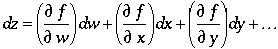 dz = (∂f/∂w)dw + (∂f/∂x)dx + (∂f/∂y)dy + …